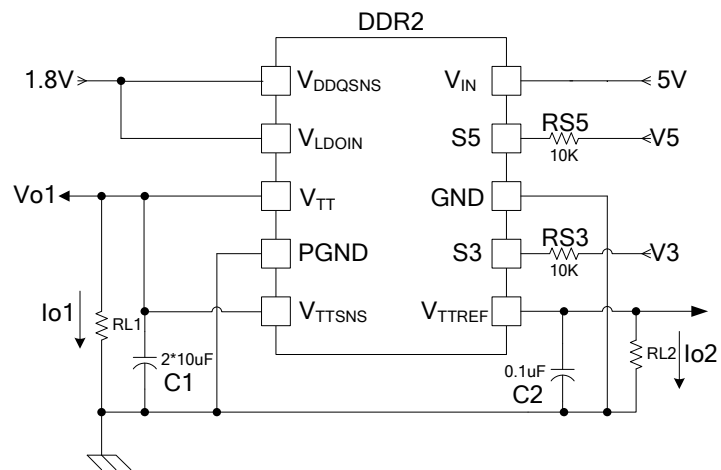 DDR2
1.8V
VDDQSNS
VIN
5V
VLDOIN
S5
RS5
10K
V5
Vo1
VTT
GND
PGND
S3
RS3
10K
V3
Io1
RL1
VTTSNS
VTTREF
2*10uF
C1
0.1uF
C2
RL2
Io2